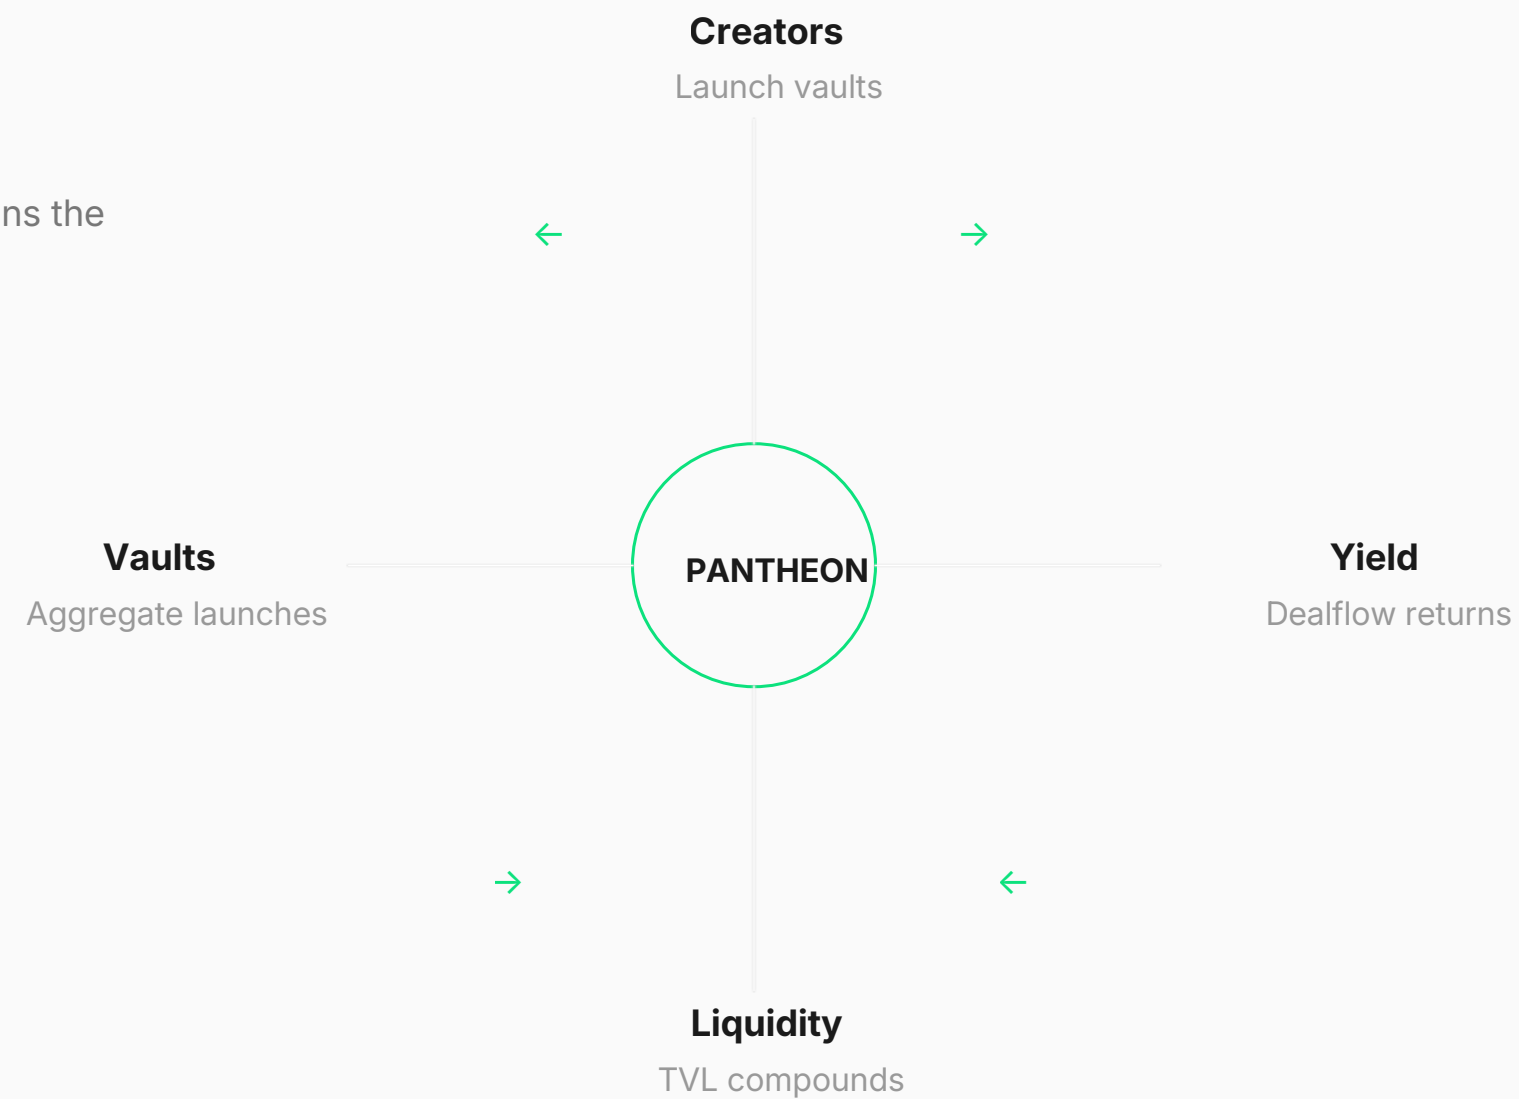 Creators
Launch vaults
ns the
← →
Vaults
Aggregate launches
PANTHEON
Yield
Dealflow returns
→ ←
Liquidity
TVL compounds